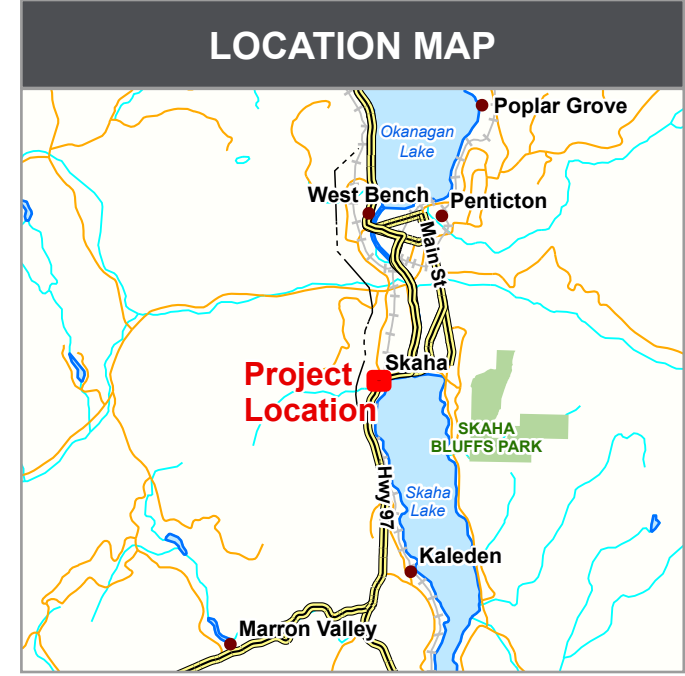 LOCATION MAP
Poplar Grove
Okanagan
Lake
West Bench
Penticton
Main St
Skaha
Project
Location
SKAHA
BLUFFS PARK
Hwy 97
Skaha
Lake
Kaleden
Marron Valley